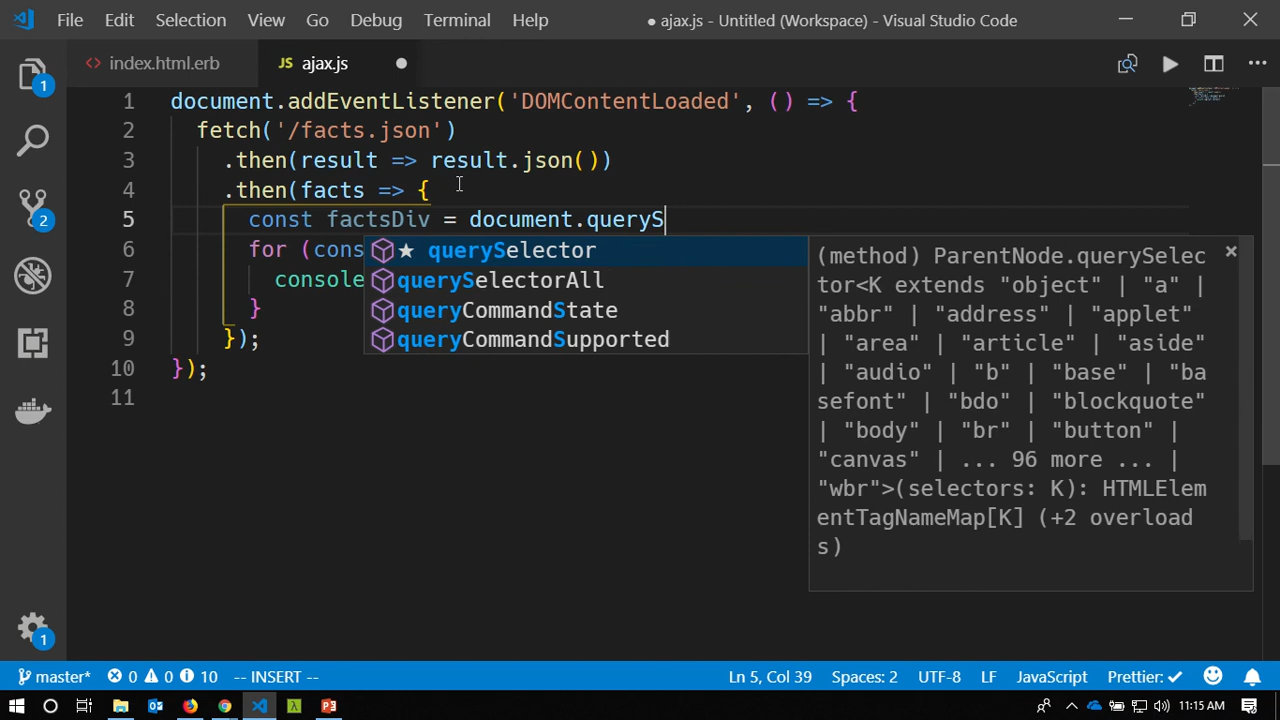 File Edit Selection View Go Debug Terminal Help ● ajax.js - Untitled (Workspace) - Visual Studio Code
<> index.html.erb JS ajax.js ●
1 document.addEventListener('DOMContentLoaded', () => {
2 fetch('/facts.json')
3 .then(result => result.json())
4 .then(facts => {
5 const factsDiv = document.queryS
6 for (cons
7 console
8 }
9 });
10 });
11
★ querySelector
querySelectorAll
queryCommandState
queryCommandSupported
(method) ParentNode.querySelec
tor<K extends "object" | "a" |
"abbr" | "address" | "applet"
| "area" | "article" | "aside"
| "audio" | "b" | "base" | "ba
sefont" | "bdo" | "blockquote"
| "body" | "br" | "button" |
"canvas" | ... 96 more ... |
"wbr">(selectors: K): HTMLElem
entTagNameMap[K] (+2 overload
s)
1
2
1
master* 0 0 10 -- INSERT -- Ln 5, Col 39 Spaces: 2 UTF-8 LF JavaScript Prettier: ✓
11:15 AM